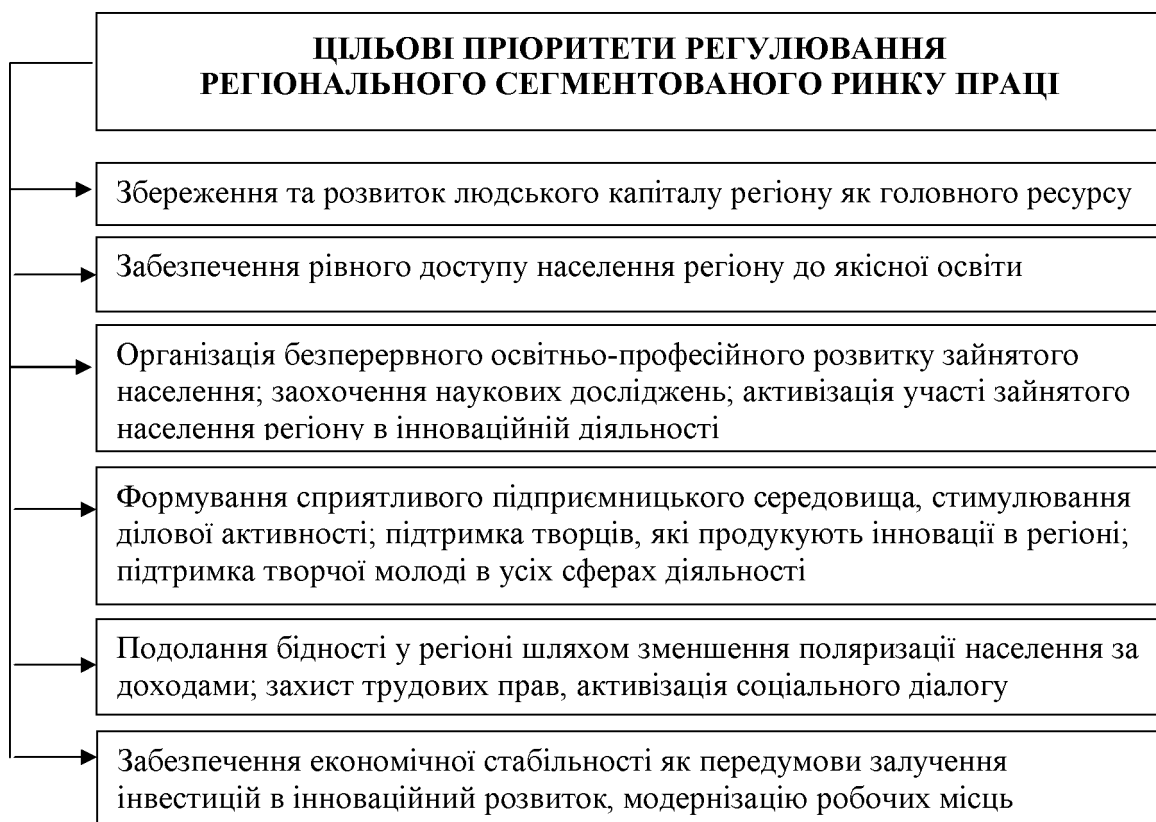 ЦІЛЬОВІ ПРІОРИТЕТИ РЕГУЛЮВАННЯ
РЕГІОНАЛЬНОГО СЕГМЕНТОВАНОГО РИНКУ ПРАЦІ
Збереження та розвиток людського капіталу регіону як головного ресурсу
Забезпечення рівного доступу населення регіону до якісної освіти
Організація безперервного освітньо-професійного розвитку зайнятого
населення; заохочення наукових досліджень; активізація участі зайнятого
населення регіону в інноваційній діяльності
Формування сприятливого підприємницького середовища, стимулювання
ділової активності; підтримка творців, які продукують інновації в регіоні;
підтримка творчої молоді в усіх сферах діяльності
Подолання бідності у регіоні шляхом зменшення поляризації населення за
доходами; захист трудових прав, активізація соціального діалогу
Забезпечення економічної стабільності як передумови залучення
інвестицій в інноваційний розвиток, модернізацію робочих місць